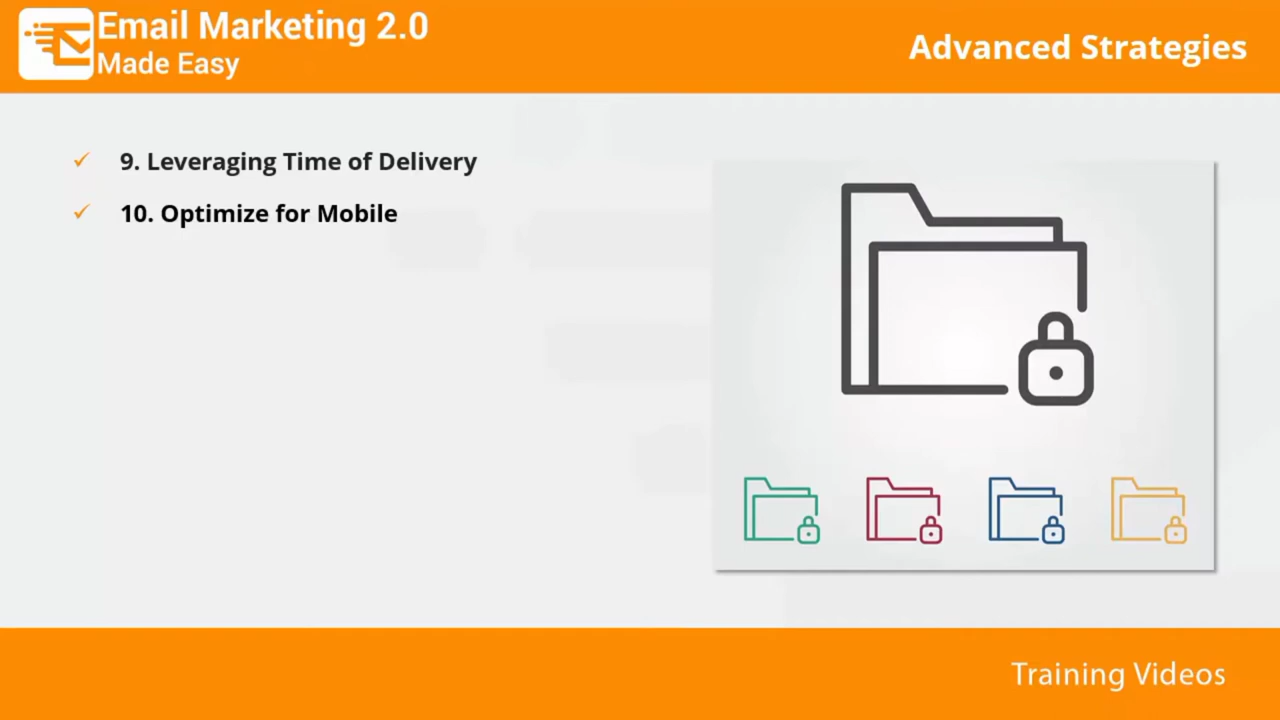 Email Marketing 2.0
Made Easy
Advanced Strategies
9. Leveraging Time of Delivery
10. Optimize for Mobile
Training Videos